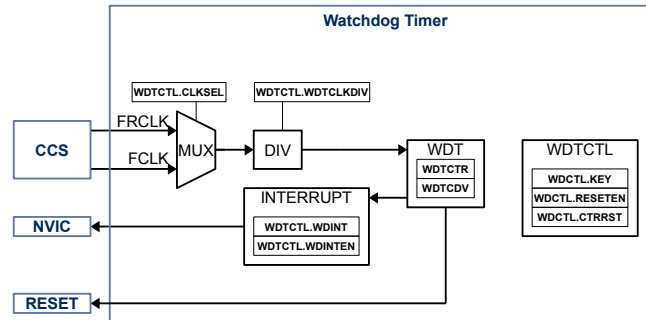 Watchdog Timer
WDTCTL.CLKSEL
WDTCTL.WDTCLKDIV
FRCLK
CCS
MUX
DIV
FCLK
WDT
WDTCTR
WDTCDV
WDTCTL
WDCTL.KEY
WDCTL.RESETEN
WDCTL.CTRRST
INTERRUPT
WDTCTL.WDINT
WDTCTL.WDINTEN
NVIC
RESET